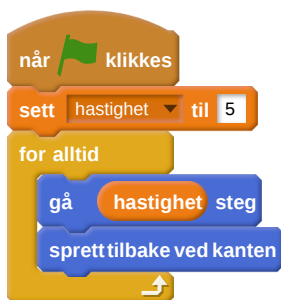 når klikkes
sett hastighet til 5
for alltid
gå hastighet steg
sprett tilbake ved kanten